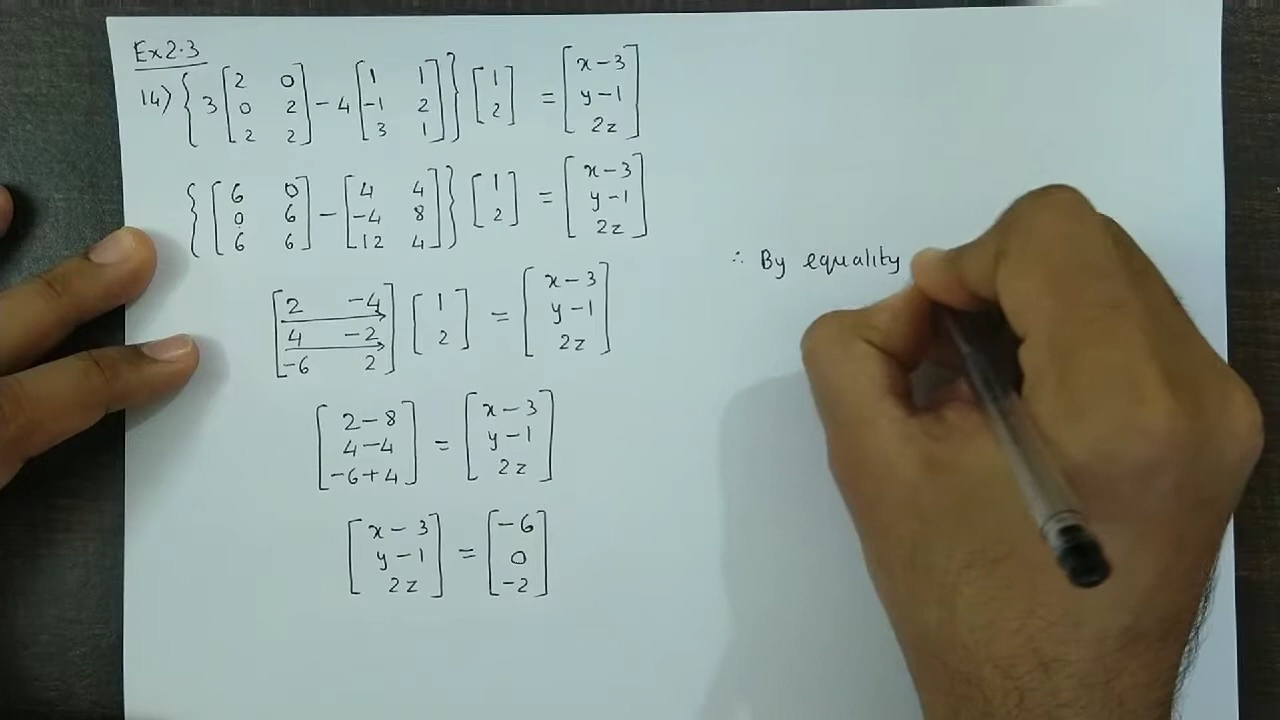 Ex 2.3
14) { 3 [2 0; 0 2; 2 2] - 4 [1 1; -1 2; 3 1] } [1; 2] = [x-3; y-1; 2z]
{ [6 0; 0 6; 6 6] - [4 4; -4 8; 12 4] } [1; 2] = [x-3; y-1; 2z]
[2 -4; 4 -2; -6 2] [1; 2] = [x-3; y-1; 2z]
[2-8; 4-4; -6+4] = [x-3; y-1; 2z]
[x-3; y-1; 2z] = [-6; 0; -2]
∴ By equality